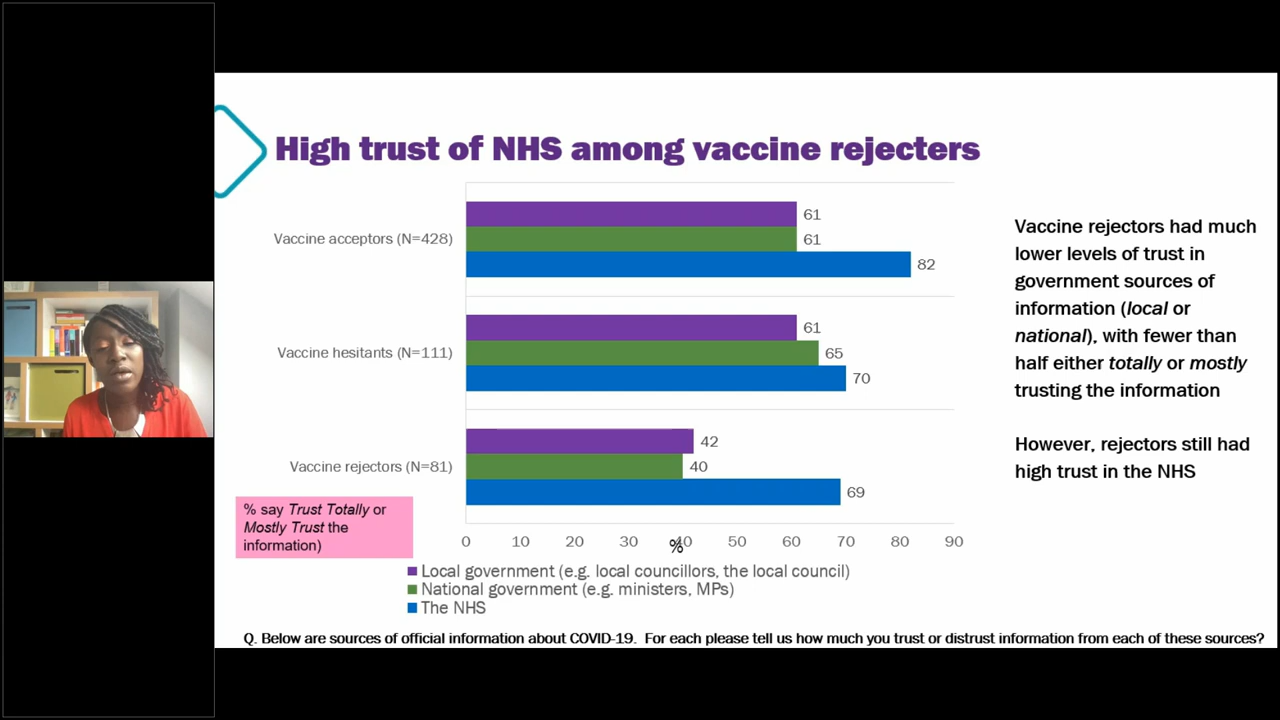 High trust of NHS among vaccine rejecters
61
Vaccine acceptors (N=428)
61
82
61
Vaccine hesitants (N=111)
65
70
42
Vaccine rejectors (N=81)
40
69
% say Trust Totally or
Mostly Trust the
information)
0 10 20 30 40 50 60 70 80 90
%
Local government (e.g. local councillors, the local council)
National government (e.g. ministers, MPs)
The NHS
Vaccine rejectors had much
lower levels of trust in
government sources of
information (local or
national), with fewer than
half either totally or mostly
trusting the information
However, rejectors still had
high trust in the NHS
Q. Below are sources of official information about COVID-19. For each please tell us how much you trust or distrust information from each of these sources?